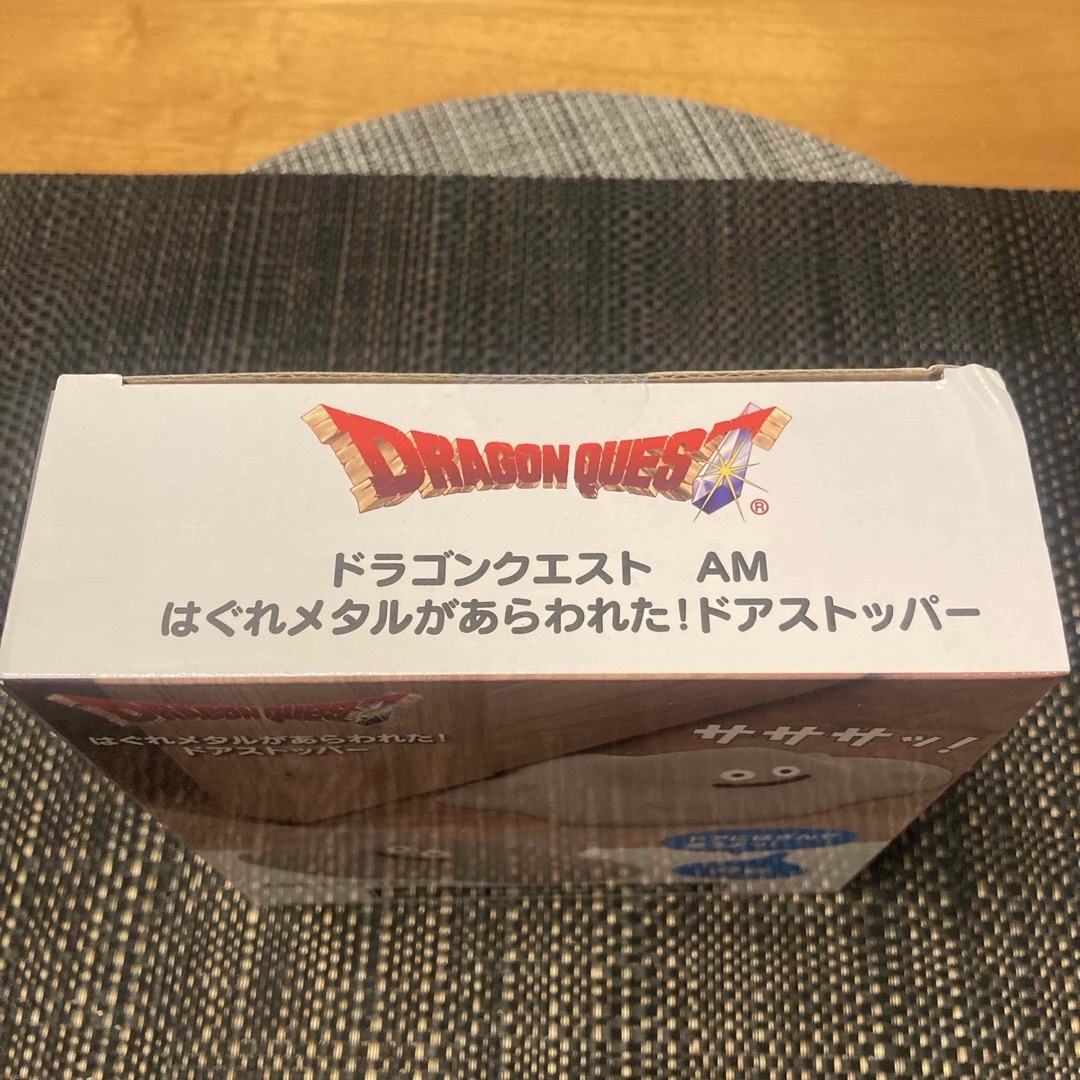 DRAGON QUEST
®
ドラゴンクエスト AM
はぐれメタルがあらわれた!ドアストッパー
DRAGON QUEST
はぐれメタルがあらわれた!
ドアストッパー
サササッ!